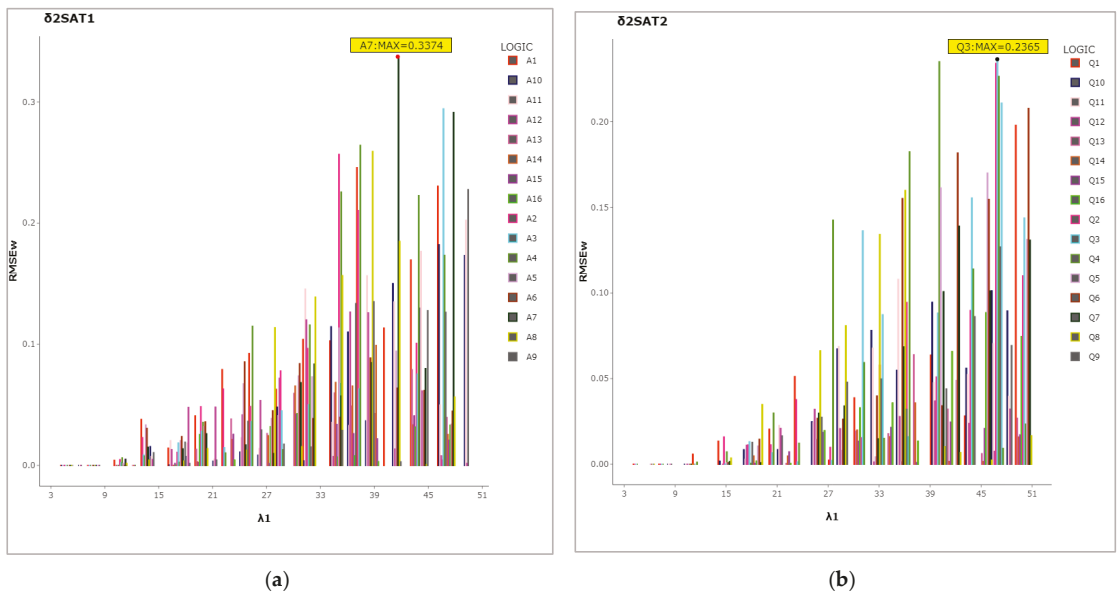 δ2SAT1
A7:MAX=0.3374
LOGIC
A1
A10
A11
A12
A13
A14
A15
A16
A2
A3
A4
A5
A6
A7
A8
A9
RMSEw
0.3
0.2
0.1
0.0
3 9 15 21 27 33 39 45 51
λ1
(a)
δ2SAT2
Q3:MAX=0.2365
LOGIC
Q1
Q10
Q11
Q12
Q13
Q14
Q15
Q16
Q2
Q3
Q4
Q5
Q6
Q7
Q8
Q9
RMSEw
0.20
0.15
0.10
0.05
0.00
3 9 15 21 27 33 39 45 51
λ1
(b)